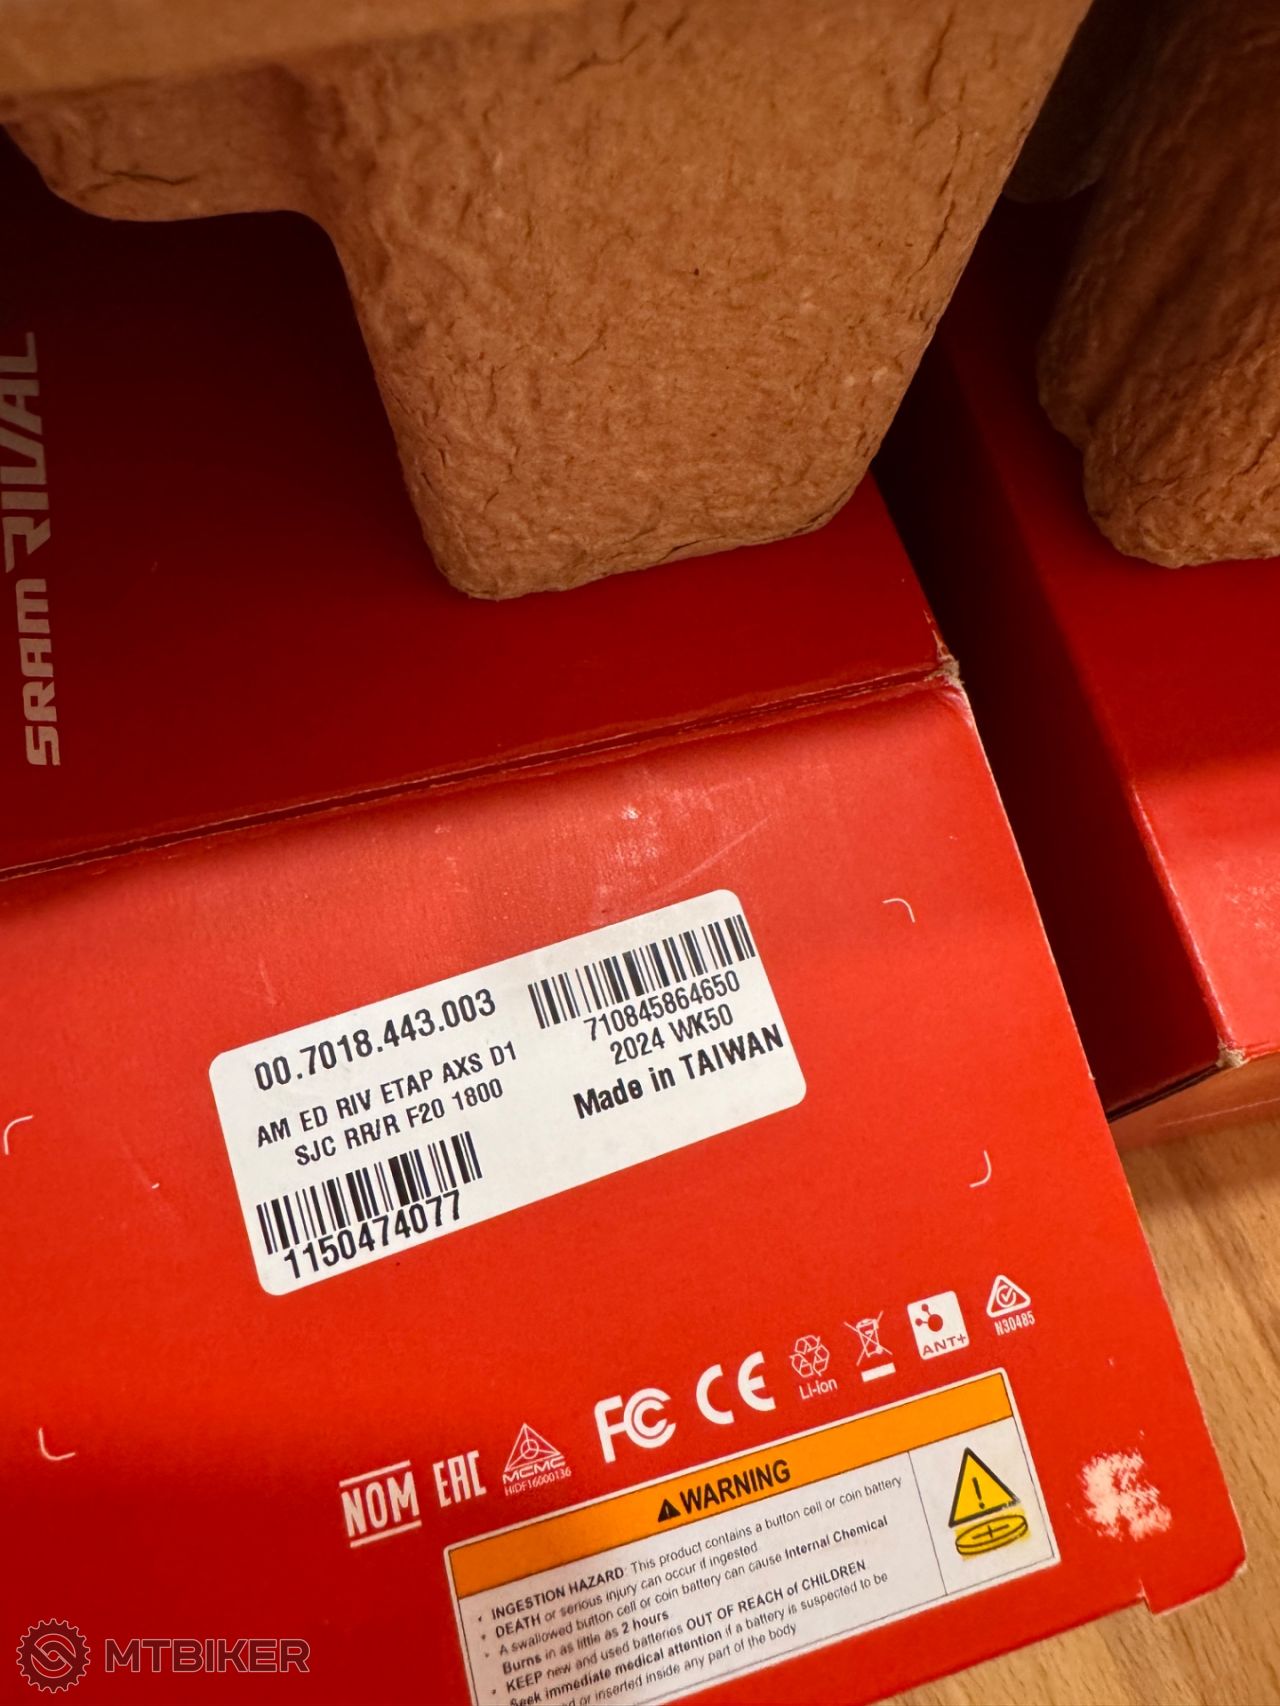 SRAM RIVAL
00.7018.443.003
AM ED RIV ETAP AXS D1
SJC RR/R F20 1800
1150474077
710845864650
2024 WK50
Made in TAIWAN
NOM EAC MCMC FC CE Li-Ion ANT+ N30485
HIDF16000136
WARNING
• INGESTION HAZARD: This product contains a button cell or coin battery
• DEATH or serious injury can occur if ingested
• A swallowed button cell or coin battery can cause Internal Chemical
Burns in as little as 2 hours
• KEEP new and used batteries OUT OF REACH of CHILDREN
• Seek immediate medical attention if a battery is suspected to be
or inserted inside any part of the body
MTBIKER